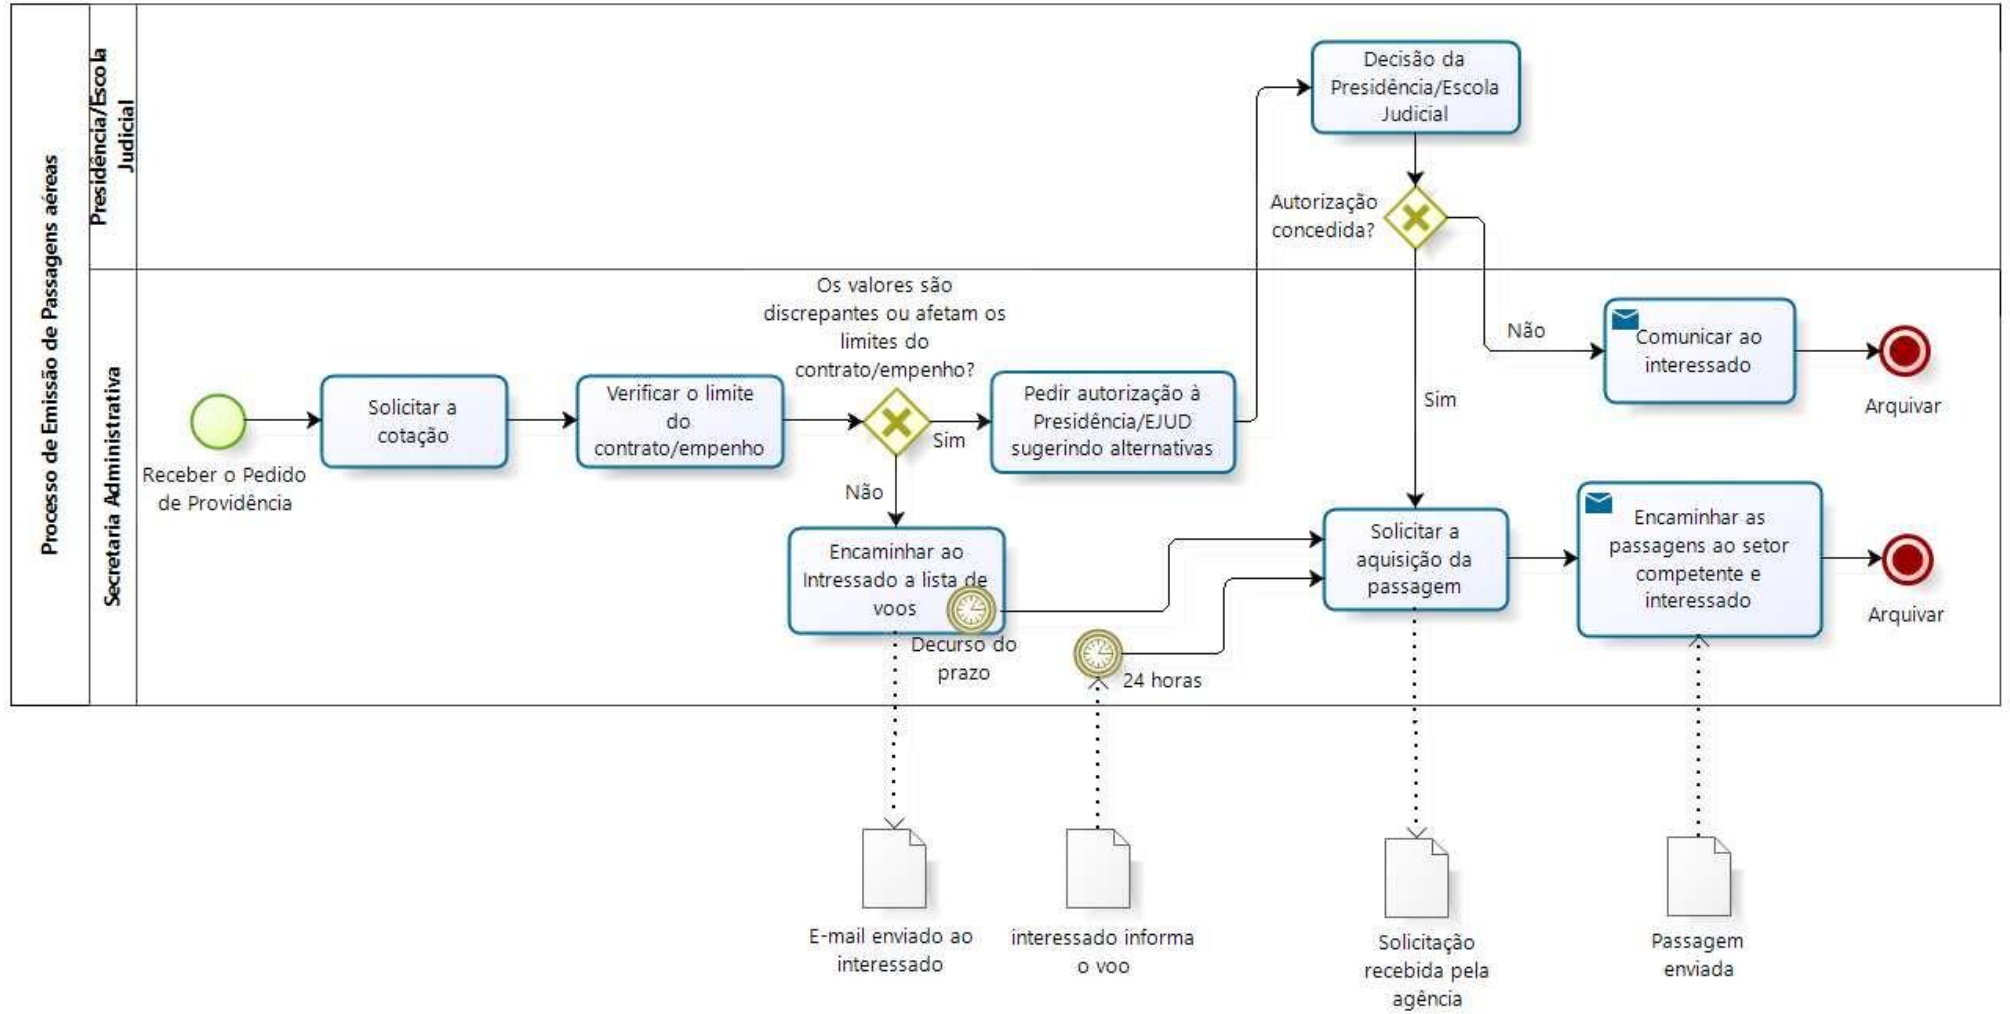 Processo de Emissão de Passagens aéreas
Presidência/Escola
Judicial
Decisão da
Presidência/Escola
Judicial
Autorização
concedida?
Secretaria Administrativa
Receber o Pedido
de Providência
Solicitar a
cotação
Verificar o limite
do
contrato/empenho
Os valores são
discrepantes ou afetam os
limites do
contrato/empenho?
Sim
Não
Pedir autorização à
Presidência/EJUD
sugerindo alternativas
Encaminhar ao
Intressado a lista de
voos
Decurso do
prazo
24 horas
Sim
Não
Comunicar ao
interessado
Arquivar
Solicitar a
aquisição da
passagem
Encaminhar as
passagens ao setor
competente e
interessado
Arquivar
E-mail enviado ao
interessado
interessado informa
o voo
Solicitação
recebida pela
agência
Passagem
enviada